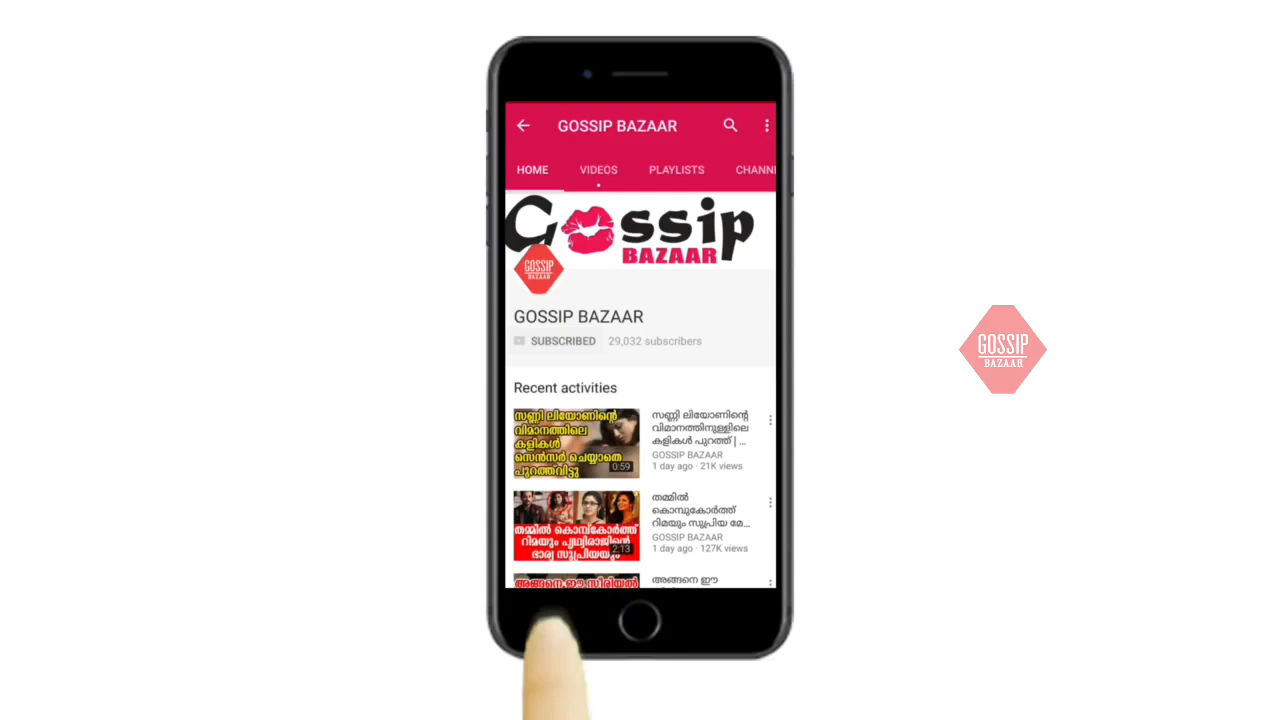 GOSSIP BAZAAR
HOME VIDEOS PLAYLISTS CHANN
Gossip
BAZAAR
GOSSIP
BAZAAR
GOSSIP BAZAAR
SUBSCRIBED 29,032 subscribers
Recent activities
സണ്ണി ലിയോണിന്റെ
വിമാനത്തിലെ
കളികൾ
സെൻസർ ചെയ്യാതെ
പുറത്ത്‌വിട്ടു
0:59
സണ്ണി ലിയോണിന്റെ
വിമാനത്തിനുള്ളിലെ
കളികൾ പുറത്ത് | ...
GOSSIP BAZAAR
1 day ago · 21K views
തമ്മിൽ കൊമ്പ്കോർത്ത്
റിമയും പൃഥ്വിരാജിന്റെ
ഭാര്യ സുപ്രിയയും
2:13
തമ്മിൽ
കൊമ്പുകോർത്ത്
റിമയും സുപ്രിയ മേ...
GOSSIP BAZAAR
1 day ago · 127K views
അങ്ങനെ ഈ സീരിയൽ
അങ്ങനെ ഈ
GOSSIP
BAZAAR